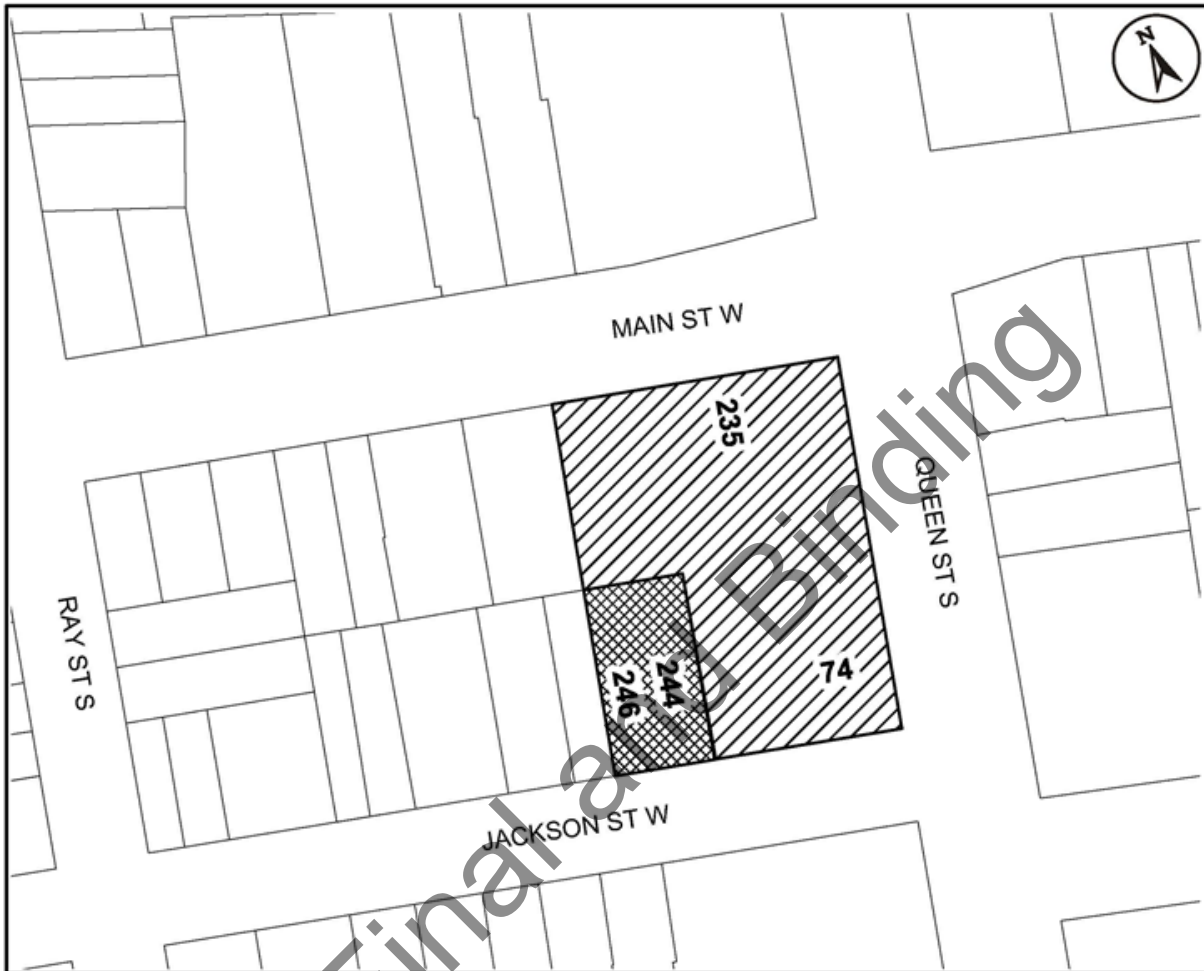 N
MAIN ST W
235
QUEEN ST S
RAY ST S
74
244
246
JACKSON ST W
Final and Binding